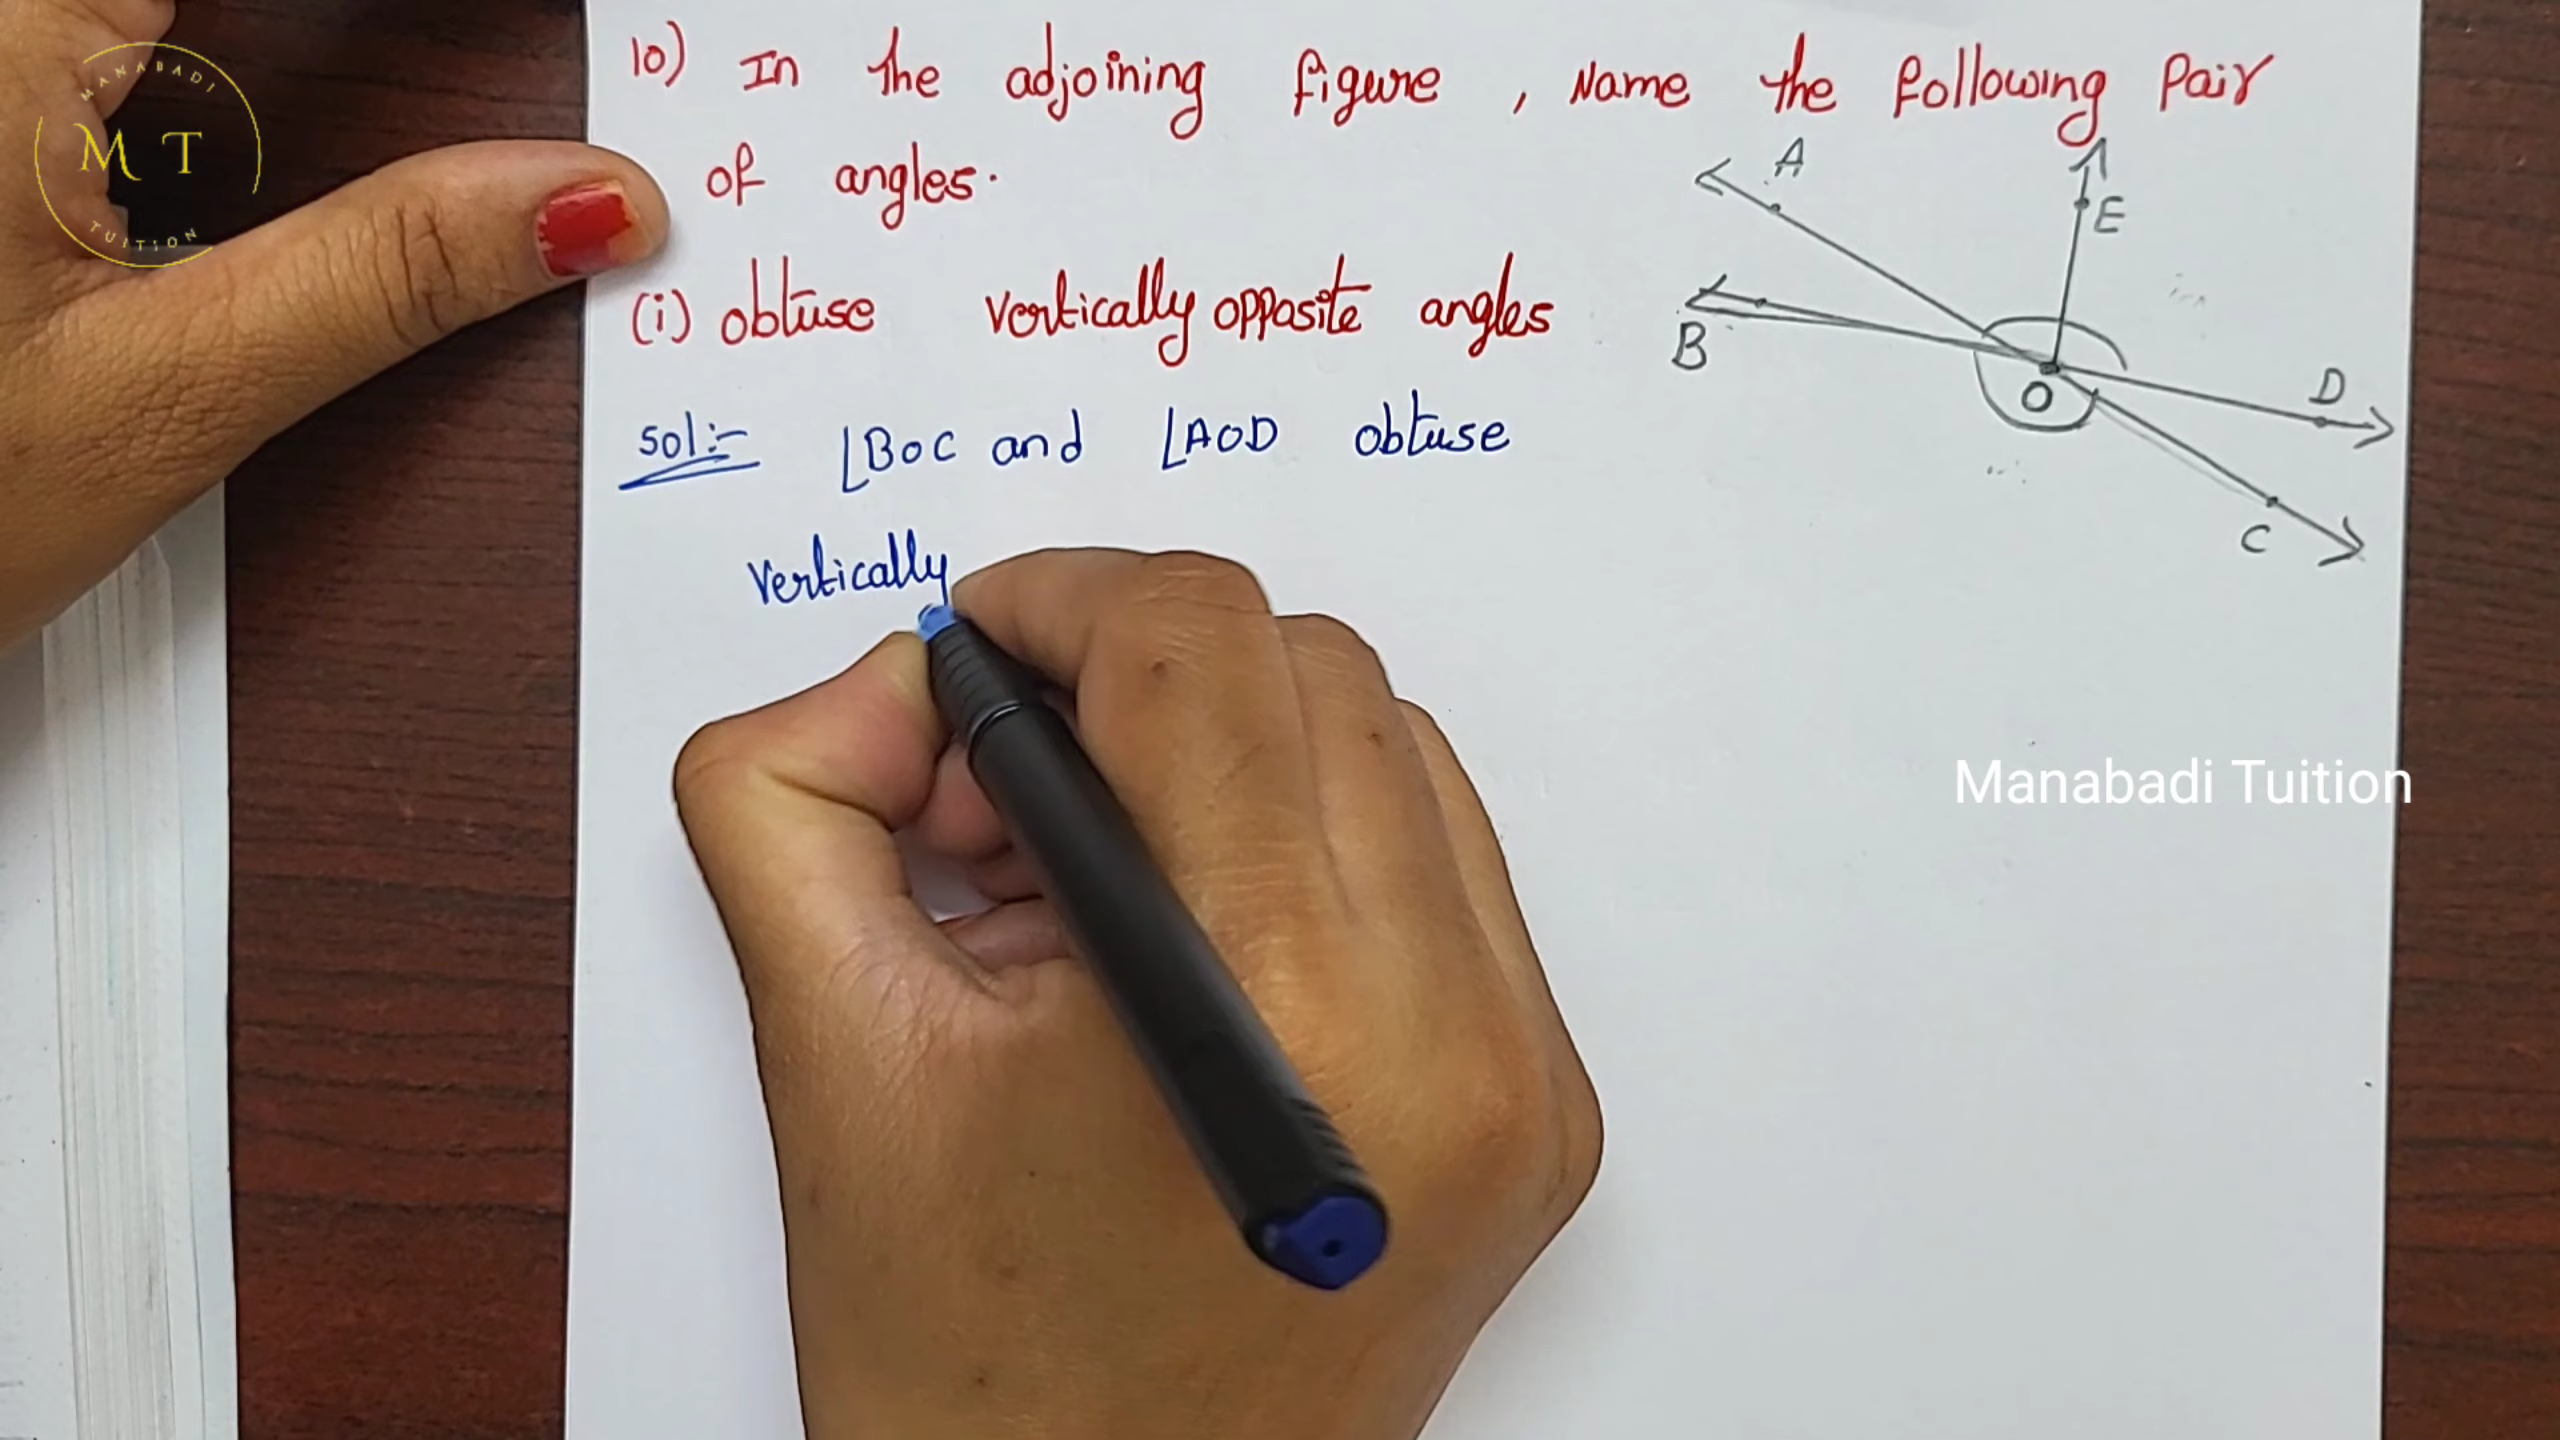 MANABADI
M T
TUITION
10) In the adjoining figure , Name the following Pair
of angles.
(i) obtuse vertically opposite angles
Sol:- ∠BOC and ∠AOD obtuse
vertically
A
E
B
O
D
C
Manabadi Tuition